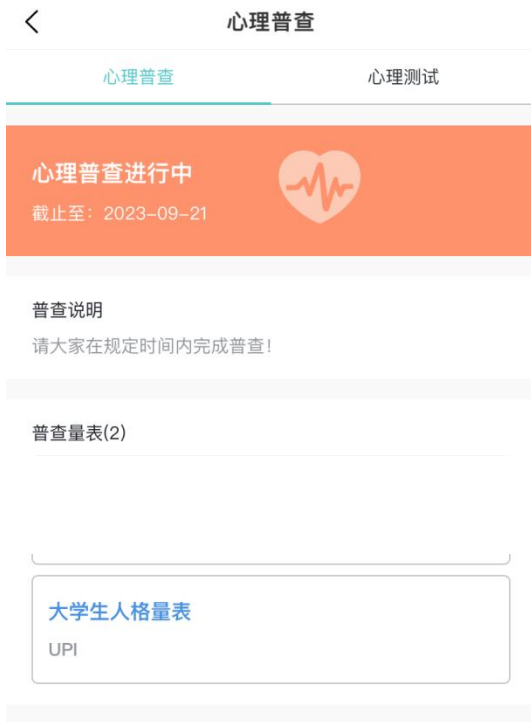 心理普查
心理普查
心理测试
心理普查进行中
截止至：2023-09-21
普查说明
请大家在规定时间内完成普查！
普查量表(2)
大学生人格量表
UPI